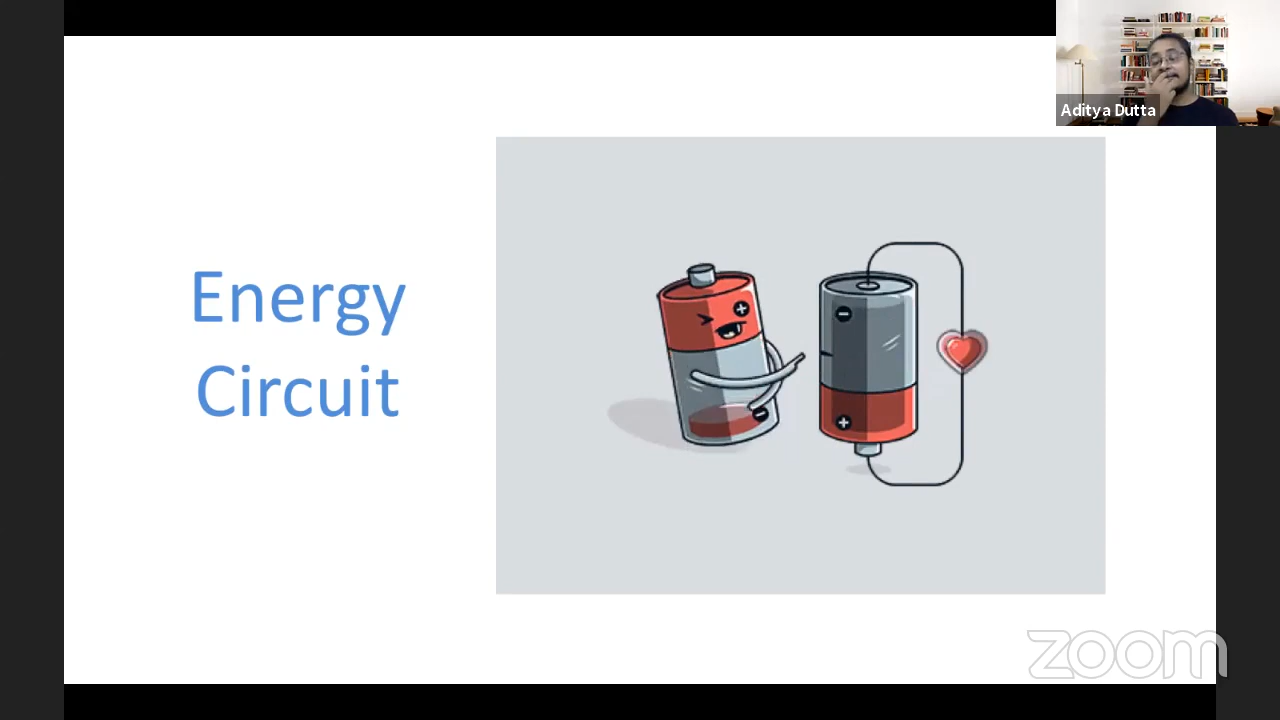 Aditya Dutta
Energy
Circuit
+
−
−
+
zoom